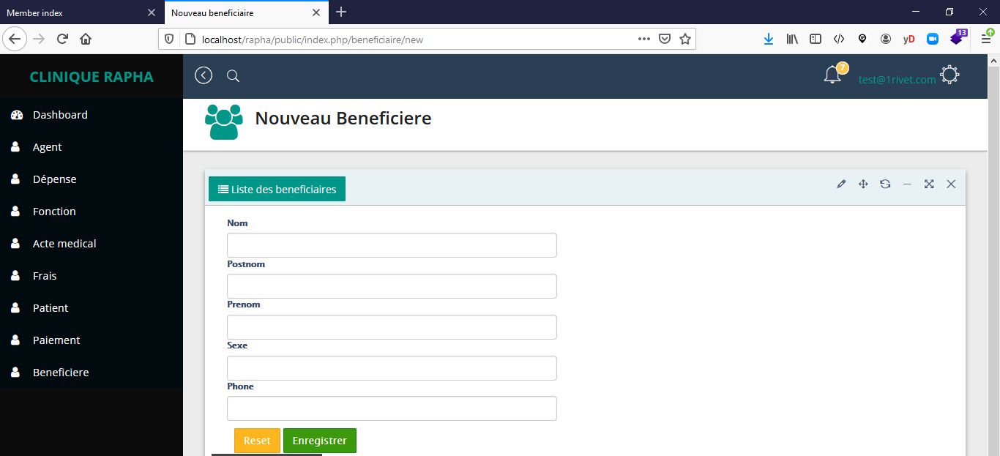 Member index
Nouveau beneficiaire
localhost/rapha/public/index.php/beneficiaire/new
yD
13
CLINIQUE RAPHA
7
test@1rivet.com
Dashboard
Agent
Dépense
Fonction
Acte medical
Frais
Patient
Paiement
Beneficiere
Nouveau Beneficiere
Liste des beneficiaires
Nom
Postnom
Prenom
Sexe
Phone
Reset Enregistrer